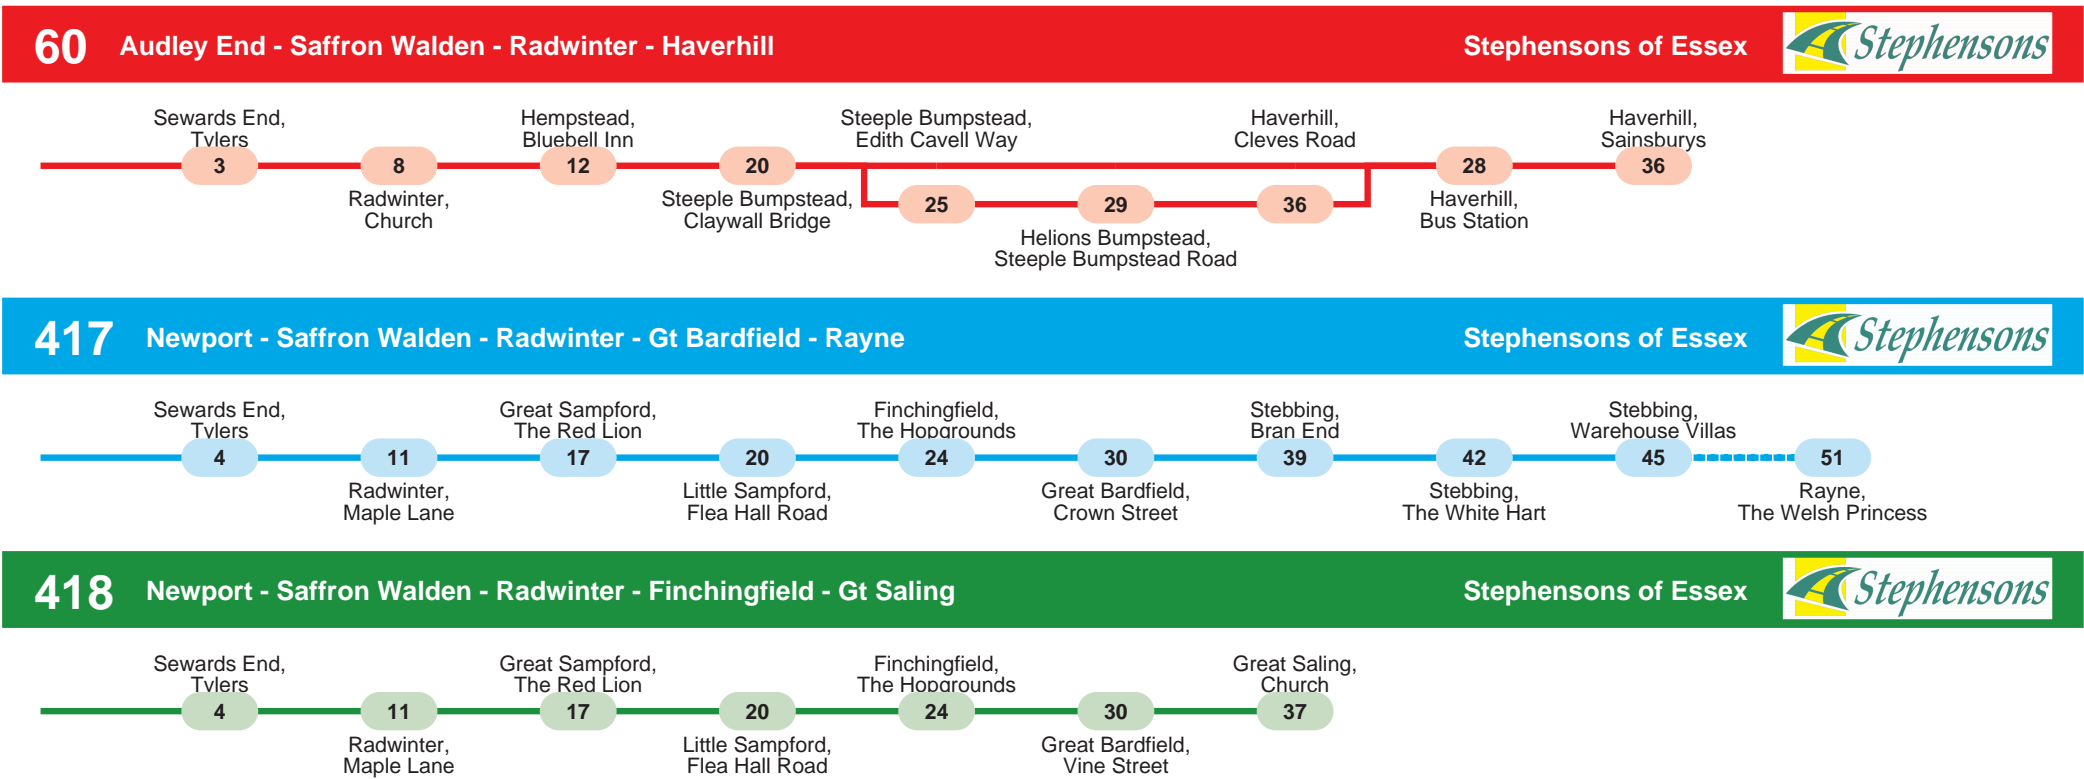 60 Audley End - Saffron Walden - Radwinter - Haverhill Stephensons of Essex Stephensons
Sewards End,
Tylers
Hempstead,
Bluebell Inn
Steeple Bumpstead,
Edith Cavell Way
Haverhill,
Cleves Road
Haverhill,
Sainsburys
3 8 12 20 28 36
25 29 36
Radwinter,
Church
Steeple Bumpstead,
Claywall Bridge
Helions Bumpstead,
Steeple Bumpstead Road
Haverhill,
Bus Station
417 Newport - Saffron Walden - Radwinter - Gt Bardfield - Rayne Stephensons of Essex Stephensons
Sewards End,
Tylers
Great Sampford,
The Red Lion
Finchingfield,
The Hopgrounds
Stebbing,
Bran End
Stebbing,
Warehouse Villas
4 11 17 20 24 30 39 42 45 51
Radwinter,
Maple Lane
Little Sampford,
Flea Hall Road
Great Bardfield,
Crown Street
Stebbing,
The White Hart
Rayne,
The Welsh Princess
418 Newport - Saffron Walden - Radwinter - Finchingfield - Gt Saling Stephensons of Essex Stephensons
Sewards End,
Tylers
Great Sampford,
The Red Lion
Finchingfield,
The Hopgrounds
Great Saling,
Church
4 11 17 20 24 30 37
Radwinter,
Maple Lane
Little Sampford,
Flea Hall Road
Great Bardfield,
Vine Street